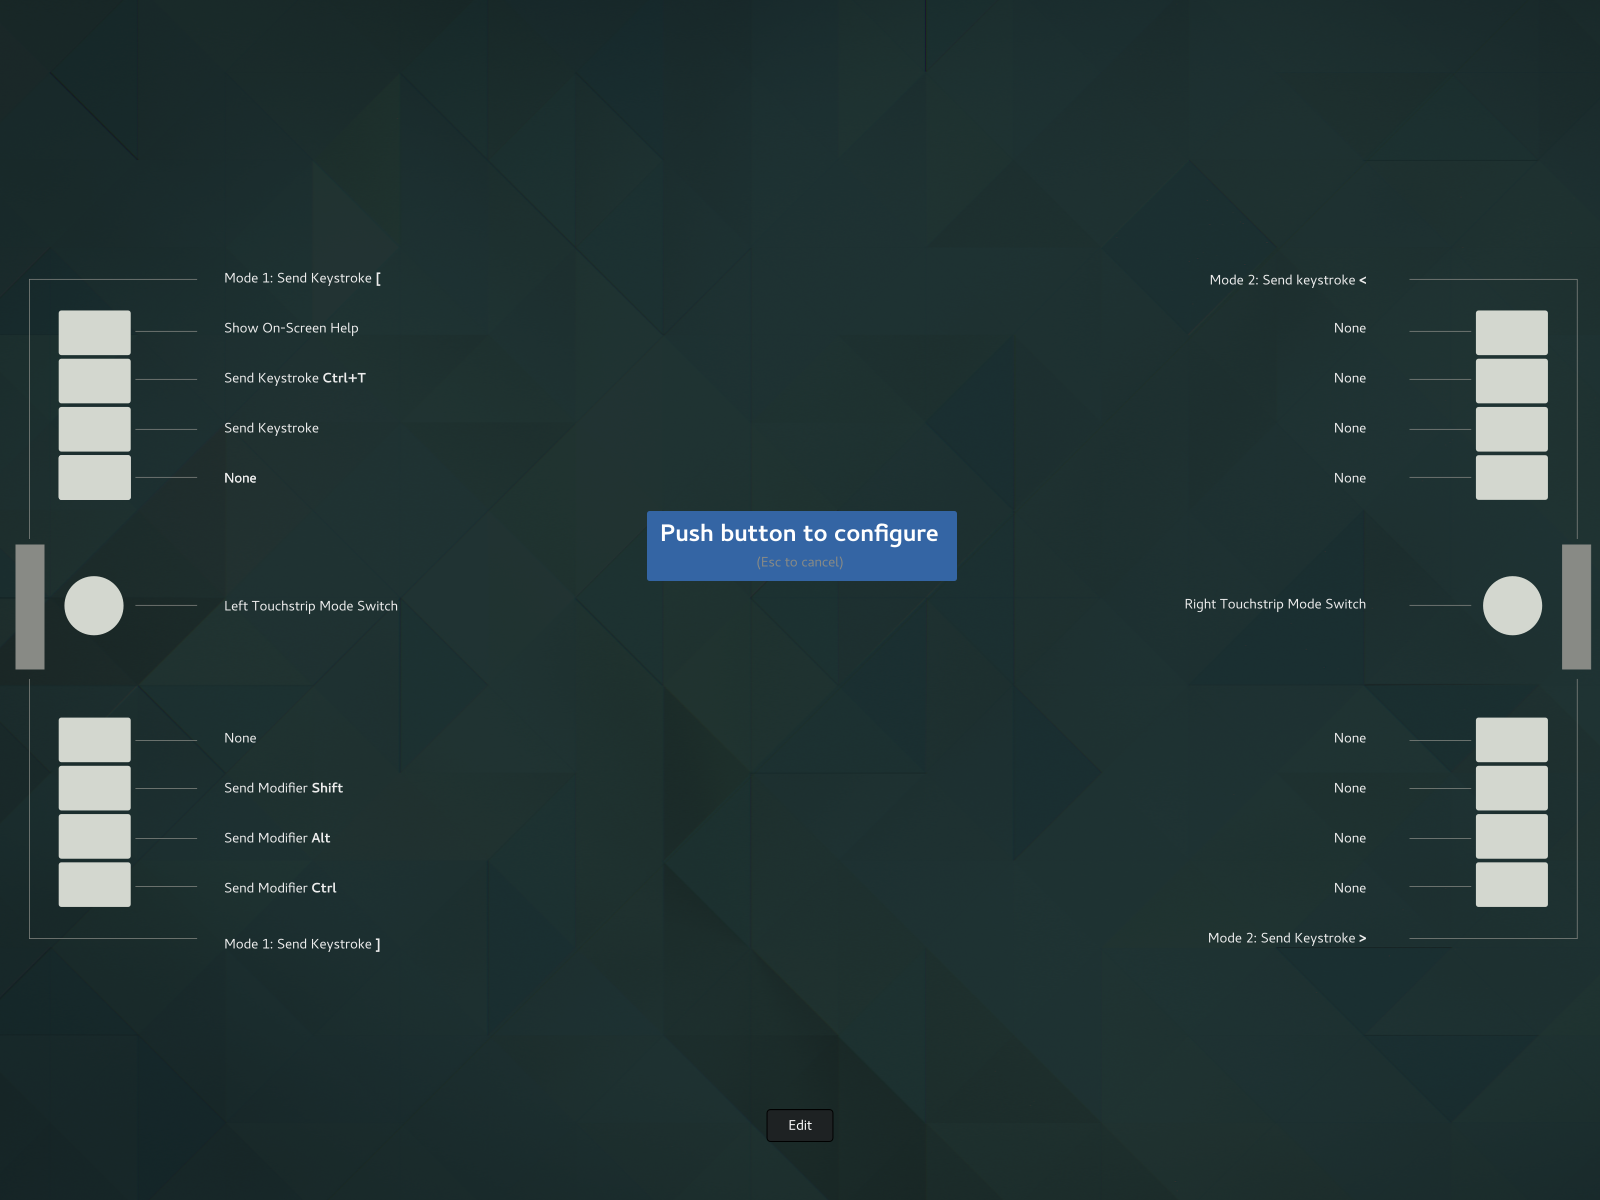 Mode 1: Send Keystroke [
Show On-Screen Help
Send Keystroke Ctrl+T
Send Keystroke
None
Left Touchstrip Mode Switch
None
Send Modifier Shift
Send Modifier Alt
Send Modifier Ctrl
Mode 1: Send Keystroke ]
Push button to configure
(Esc to cancel)
Edit
Mode 2: Send keystroke <
None
None
None
None
Right Touchstrip Mode Switch
None
None
None
None
Mode 2: Send Keystroke >